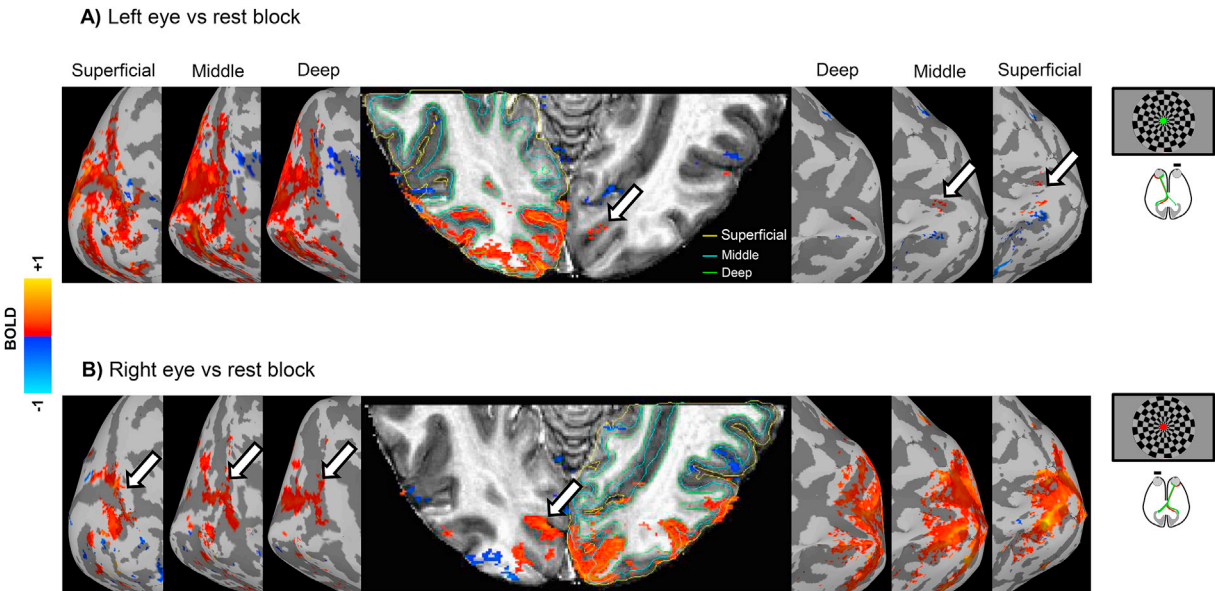 A) Left eye vs rest block
Superficial Middle Deep Deep Middle Superficial
Superficial
Middle
Deep
+1
BOLD
-1
B) Right eye vs rest block